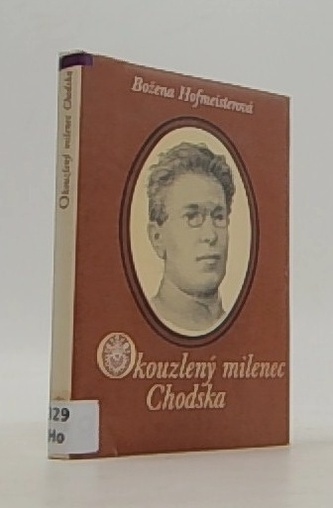 Božena Hofmeisterová
Okouzlený milenec
Chodska
Okouzlený milenec Chodska
329
Ho